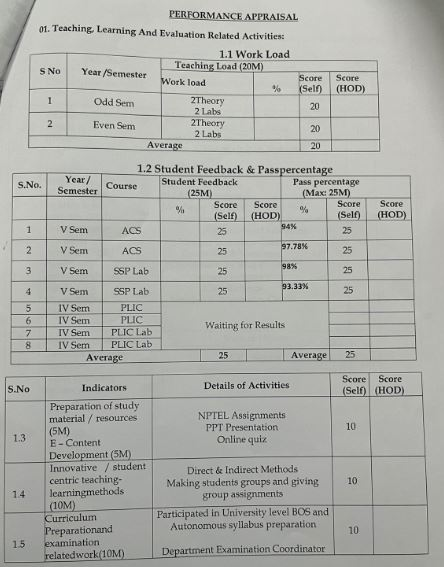 PERFORMANCE APPRAISAL
01. Teaching, Learning And Evaluation Related Activities:
1.1 Work Load
S No Year/Semester Teaching Load (20M)
Work load % Score (Self) Score (HOD)
1 Odd Sem 2Theory 2 Labs 20
2 Even Sem 2Theory 2 Labs 20
Average 20
1.2 Student Feedback & Passpercentage
S.No. Year/ Semester Course Student Feedback (25M) Pass percentage (Max: 25M)
% Score (Self) Score (HOD) % Score (Self) Score (HOD)
1 V Sem ACS 25 94% 25
2 V Sem ACS 25 97.78% 25
3 V Sem SSP Lab 25 98% 25
4 V Sem SSP Lab 25 93.33% 25
5 IV Sem PLIC
6 IV Sem PLIC
7 IV Sem PLIC Lab
8 IV Sem PLIC Lab
Waiting for Results
Average 25 Average 25
S.No Indicators Details of Activities Score (Self) Score (HOD)
1.3
Preparation of study
material / resources
(5M)
E – Content
Development (5M)
NPTEL Assignments
PPT Presentation
Online quiz
10
1.4
Innovative / student
centric teaching-
learningmethods
(10M)
Direct & Indirect Methods
Making students groups and giving
group assignments
10
1.5
Curriculum
Preparationand
examination
relatedwork(10M)
Participated in University level BOS and
Autonomous syllabus preparation
Department Examination Coordinator
10